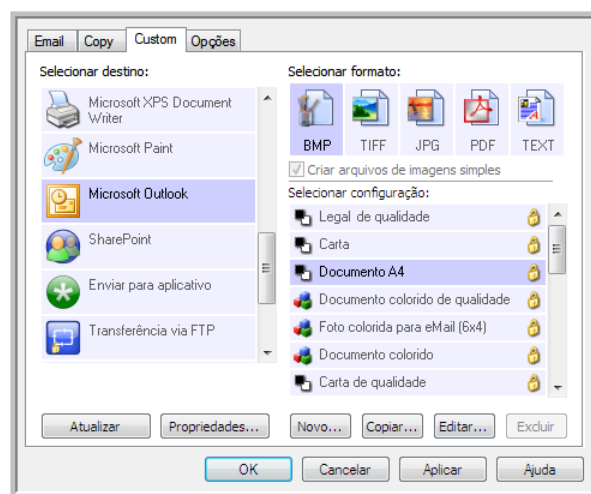 Email Copy Custom Opções
Selecionar destino:
Microsoft XPS Document
Writer
Microsoft Paint
Microsoft Outlook
SharePoint
Enviar para aplicativo
Transferência via FTP
Selecionar formato:
BMP TIFF JPG PDF TEXT
Criar arquivos de imagens simples
Selecionar configuração:
Legal de qualidade
Carta
Documento A4
Documento colorido de qualidade
Foto colorida para eMail (6x4)
Documento colorido
Carta de qualidade
Atualizar Propriedades... Novo... Copiar... Editar... Excluir
OK Cancelar Aplicar Ajuda